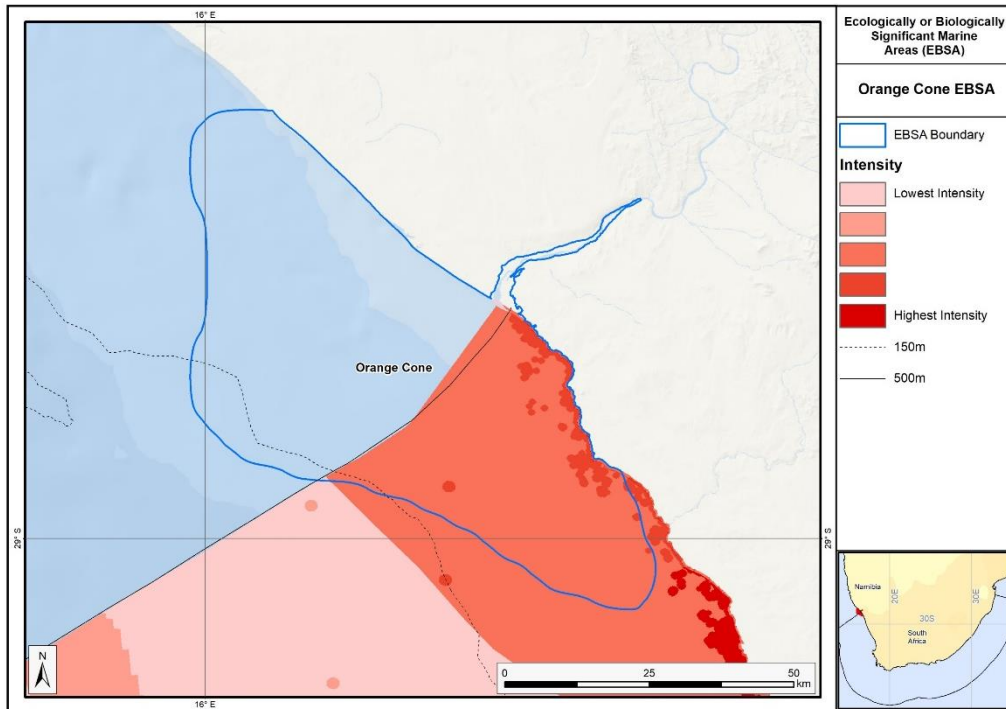 16° E
Orange Cone
29° S
29° S
N
0 25 50
km
16° E
Ecologically or Biologically
Significant Marine
Areas (EBSA)
Orange Cone EBSA
EBSA Boundary
Intensity
Lowest Intensity
Highest Intensity
150m
500m
Namibia
20E
30E
30S
South
Africa